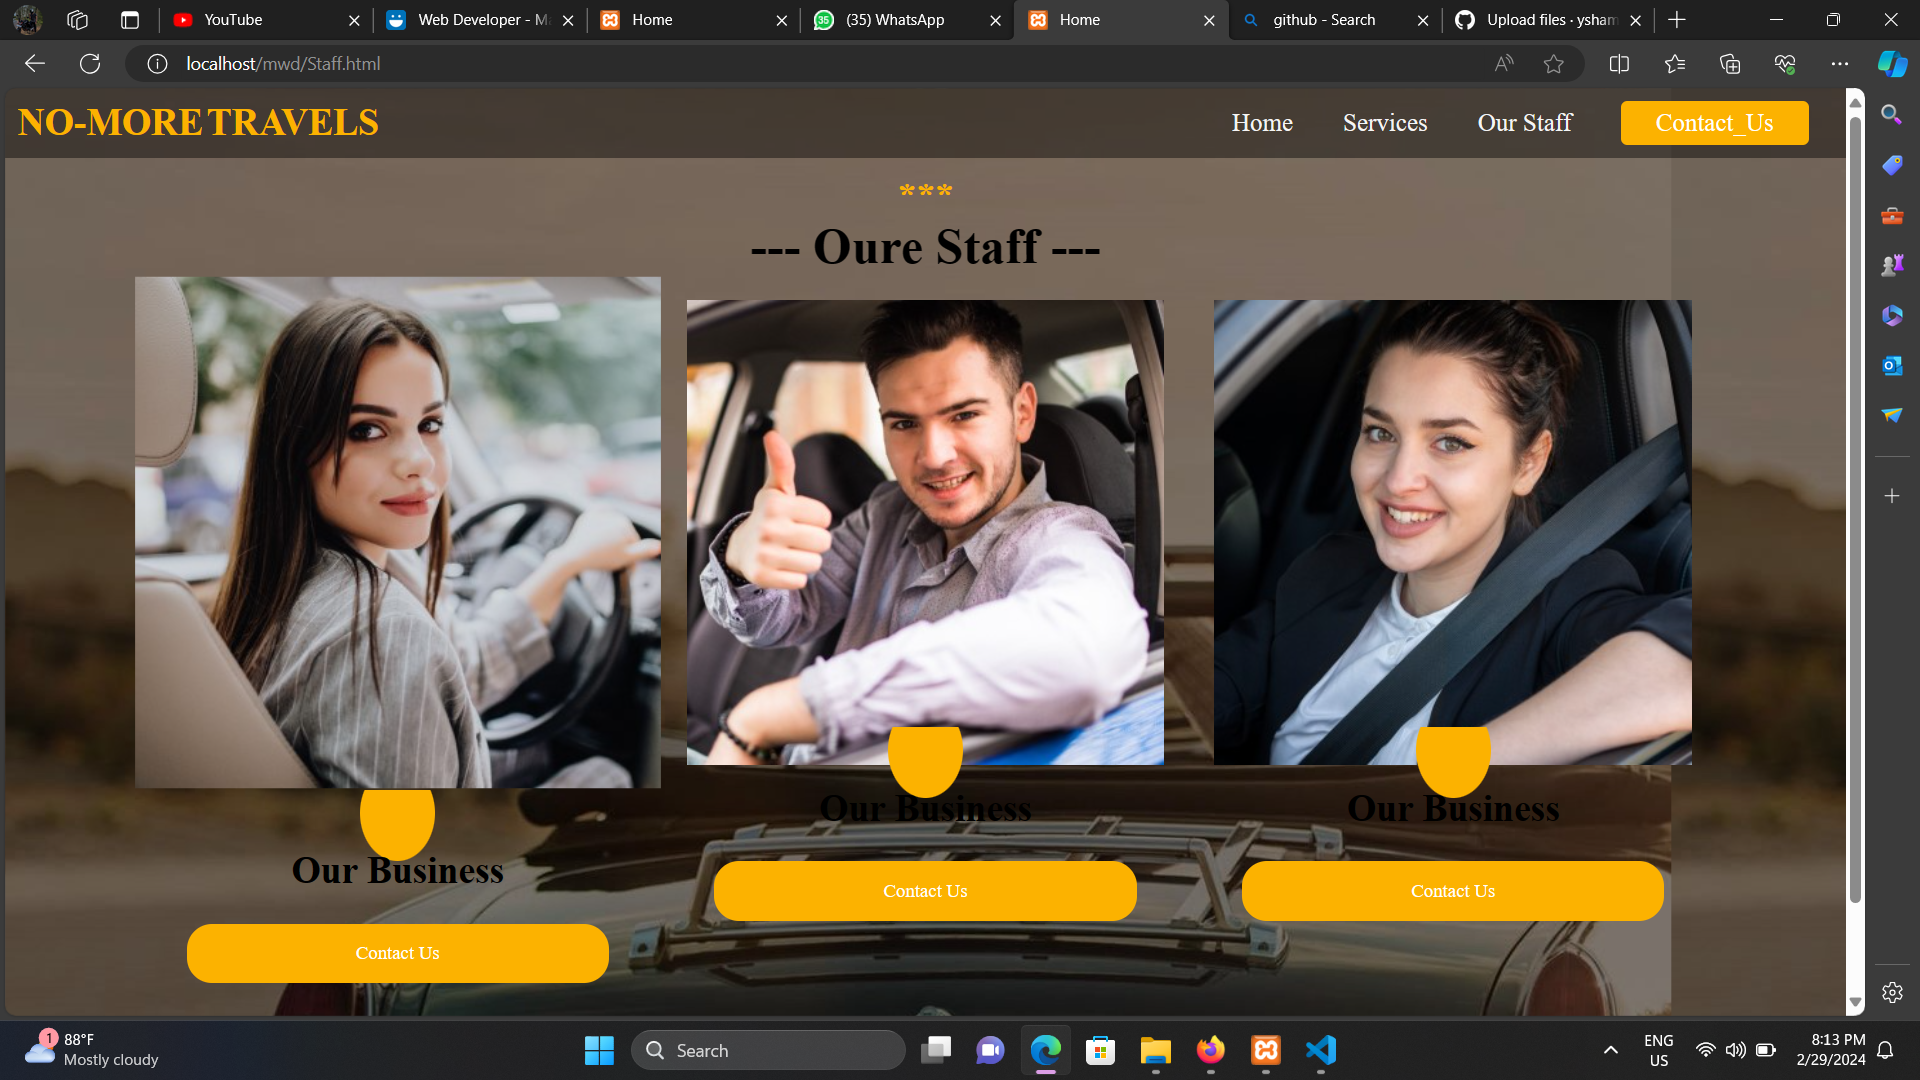 YouTube
Web Developer - Ma
Home
(35) WhatsApp
Home
github - Search
Upload files · ysham
localhost/mwd/Staff.html
NO-MORE TRAVELS
Home
Services
Our Staff
Contact_Us
***
--- Oure Staff ---
Our Business
Our Business
Our Business
Contact Us
Contact Us
Contact Us
1
88°F
Mostly cloudy
Search
ENG
US
8:13 PM
2/29/2024